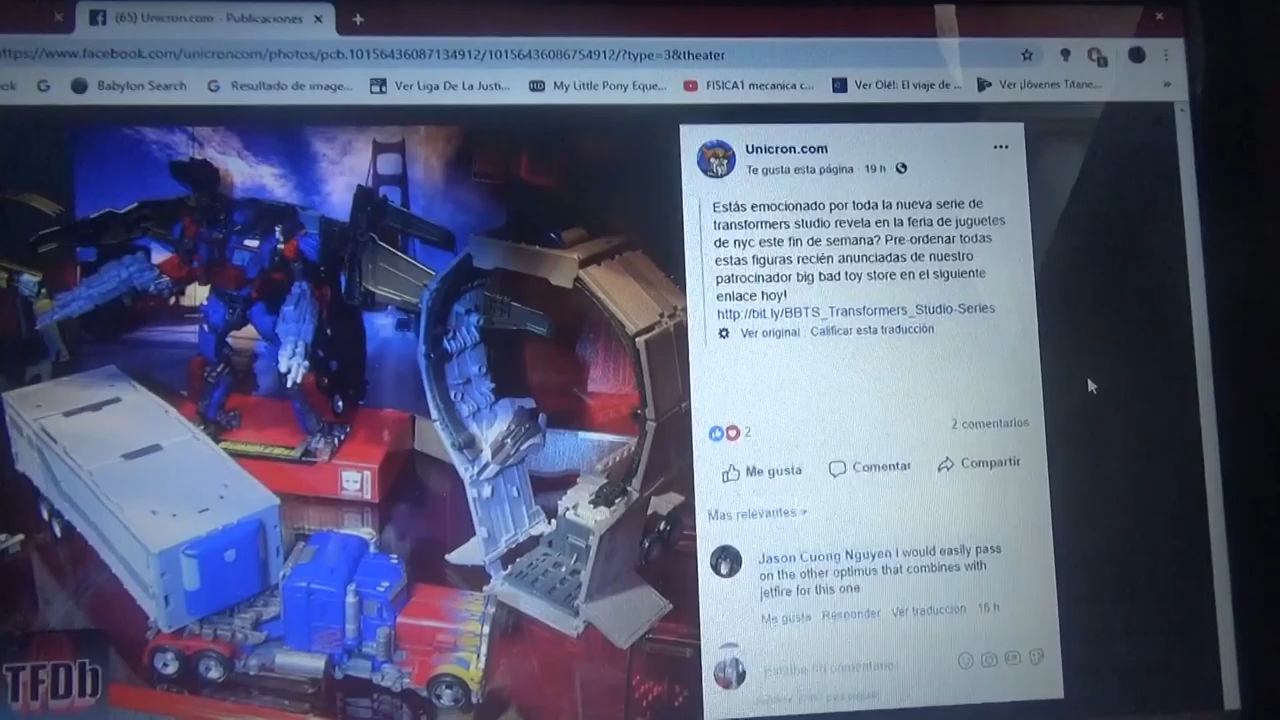 (65) Unicron.com - Publicaciones
ttps://www.facebook.com/unicroncom/photos/pcb.10156436087134912/10156436086754912/?type=3&theater
ok
Babylon Search
Resultado de image...
Ver Liga De La Justi...
My Little Pony Eque...
FISICA1 mecanica c...
Ver Olé!: El viaje de ...
Ver ¡Jóvenes Titane...
Unicron.com
Te gusta esta página · 19 h
Estás emocionado por toda la nueva serie de
transformers studio revela en la feria de juguetes
de nyc este fin de semana? Pre-ordenar todas
estas figuras recién anunciadas de nuestro
patrocinador big bad toy store en el siguiente
enlace hoy!
http://bit.ly/BBTS_Transformers_Studio-Series
Ver original · Calificar esta traducción
2
2 comentarios
Me gusta
Comentar
Compartir
Mas relevantes
Jason Cuong Nguyen I would easily pass
on the other optimus that combines with
jetfire for this one
Me gusta Responder Ver traducción 16 h
Escribe un comentario...
TFDb